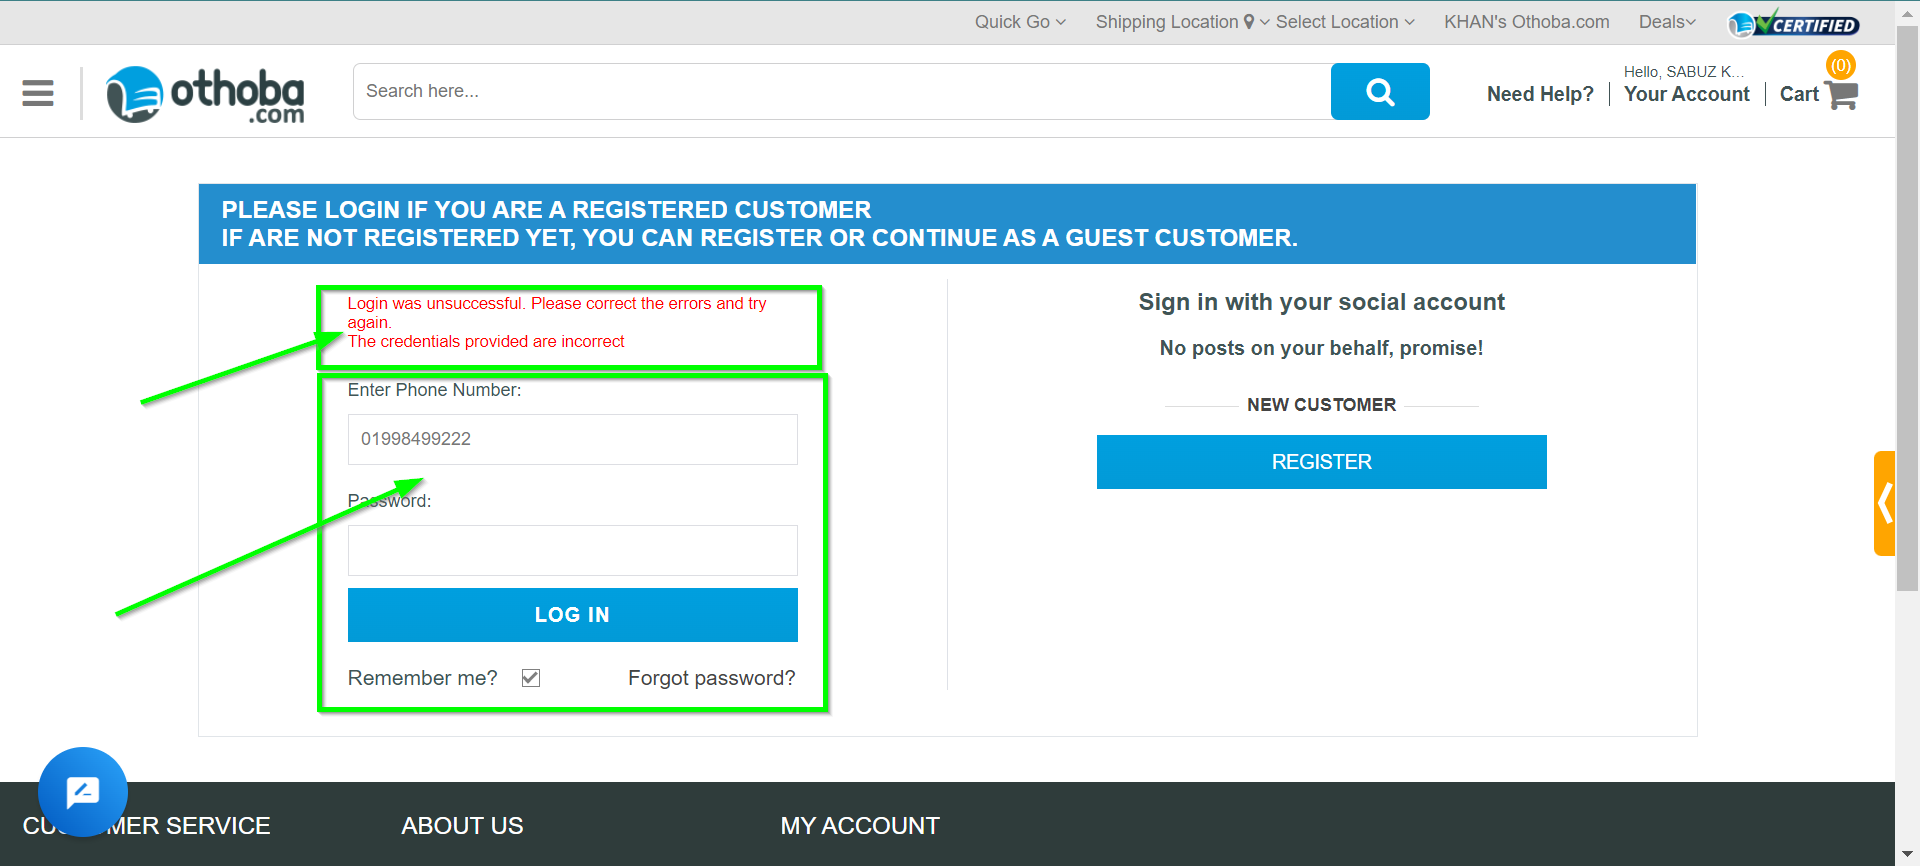 Quick Go
Shipping Location
Select Location
KHAN's Othoba.com
Deals
CERTIFIED
othoba
.com
Search here...
Need Help?
Hello, SABUZ K...
Your Account
Cart
(0)
PLEASE LOGIN IF YOU ARE A REGISTERED CUSTOMER
IF ARE NOT REGISTERED YET, YOU CAN REGISTER OR CONTINUE AS A GUEST CUSTOMER.
Login was unsuccessful. Please correct the errors and try
again.
The credentials provided are incorrect
Enter Phone Number:
01998499222
Password:
LOG IN
Remember me?
Forgot password?
Sign in with your social account
No posts on your behalf, promise!
NEW CUSTOMER
REGISTER
CUSTOMER SERVICE
ABOUT US
MY ACCOUNT